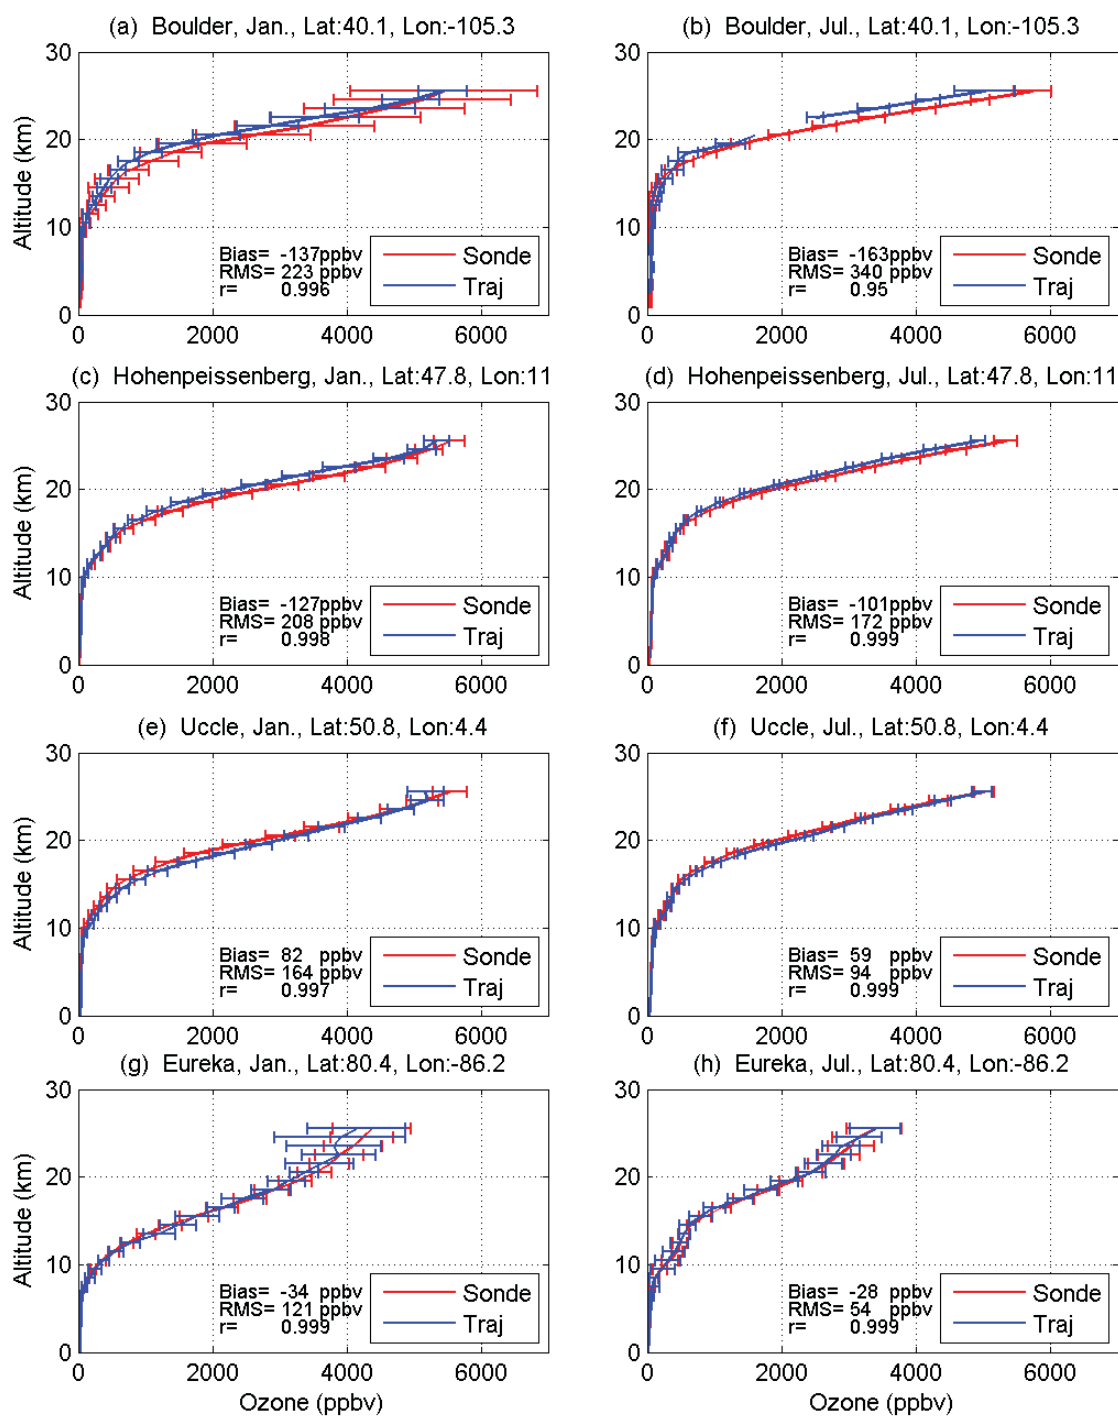 (a) Boulder, Jan., Lat:40.1, Lon:-105.3
(b) Boulder, Jul., Lat:40.1, Lon:-105.3
30
20
10
0
Altitude (km)
Bias= -137ppbv
RMS= 223 ppbv
r= 0.996
Sonde
Traj
0 2000 4000 6000
30
20
10
0
Bias= -163ppbv
RMS= 340 ppbv
r= 0.95
Sonde
Traj
0 2000 4000 6000
(c) Hohenpeissenberg, Jan., Lat:47.8, Lon:11
(d) Hohenpeissenberg, Jul., Lat:47.8, Lon:11
30
20
10
0
Altitude (km)
Bias= -127ppbv
RMS= 208 ppbv
r= 0.998
Sonde
Traj
0 2000 4000 6000
30
20
10
0
Bias= -101ppbv
RMS= 172 ppbv
r= 0.999
Sonde
Traj
0 2000 4000 6000
(e) Uccle, Jan., Lat:50.8, Lon:4.4
(f) Uccle, Jul., Lat:50.8, Lon:4.4
30
20
10
0
Altitude (km)
Bias= 82 ppbv
RMS= 164 ppbv
r= 0.997
Sonde
Traj
0 2000 4000 6000
30
20
10
0
Bias= 59 ppbv
RMS= 94 ppbv
r= 0.999
Sonde
Traj
0 2000 4000 6000
(g) Eureka, Jan., Lat:80.4, Lon:-86.2
(h) Eureka, Jul., Lat:80.4, Lon:-86.2
30
20
10
0
Altitude (km)
Bias= -34 ppbv
RMS= 121 ppbv
r= 0.999
Sonde
Traj
0 2000 4000 6000
Ozone (ppbv)
30
20
10
0
Bias= -28 ppbv
RMS= 54 ppbv
r= 0.999
Sonde
Traj
0 2000 4000 6000
Ozone (ppbv)